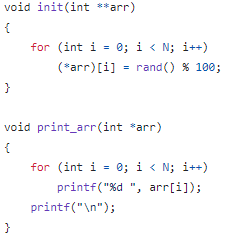 void init(int **arr)
{
    for (int i = 0; i < N; i++)
        (*arr)[i] = rand() % 100;
}

void print_arr(int *arr)
{
    for (int i = 0; i < N; i++)
        printf("%d ", arr[i]);
    printf("\n");
}